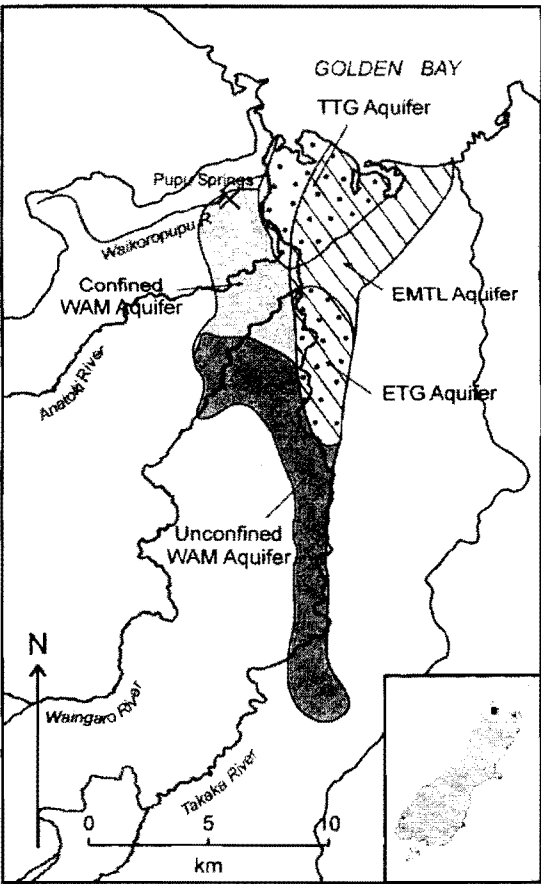 GOLDEN BAY
TTG Aquifer
Pupu Springs
Waikoropupu R.
Confined
WAM Aquifer
EMTL Aquifer
Anatoki River
ETG Aquifer
Unconfined
WAM Aquifer
N
Waingaro River
Takaka River
0 5 10
km